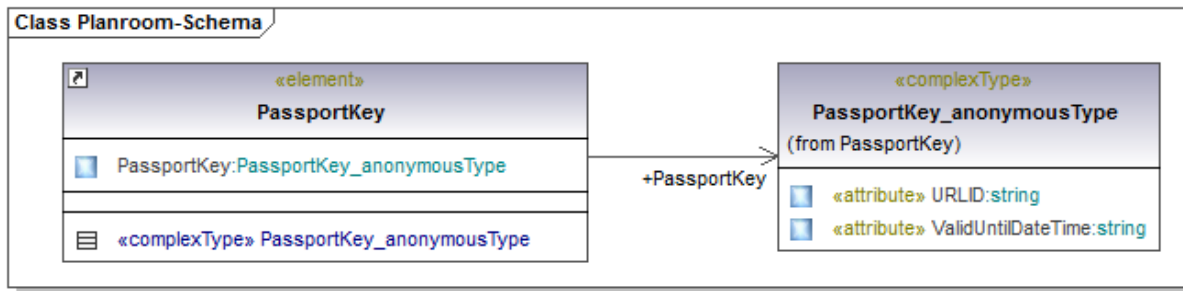 Class Planroom-Schema
«element»
PassportKey
PassportKey:PassportKey_anonymousType
«complexType» PassportKey_anonymousType
+PassportKey
«complexType»
PassportKey_anonymousType
(from PassportKey)
«attribute» URLID:string
«attribute» ValidUntilDateTime:string